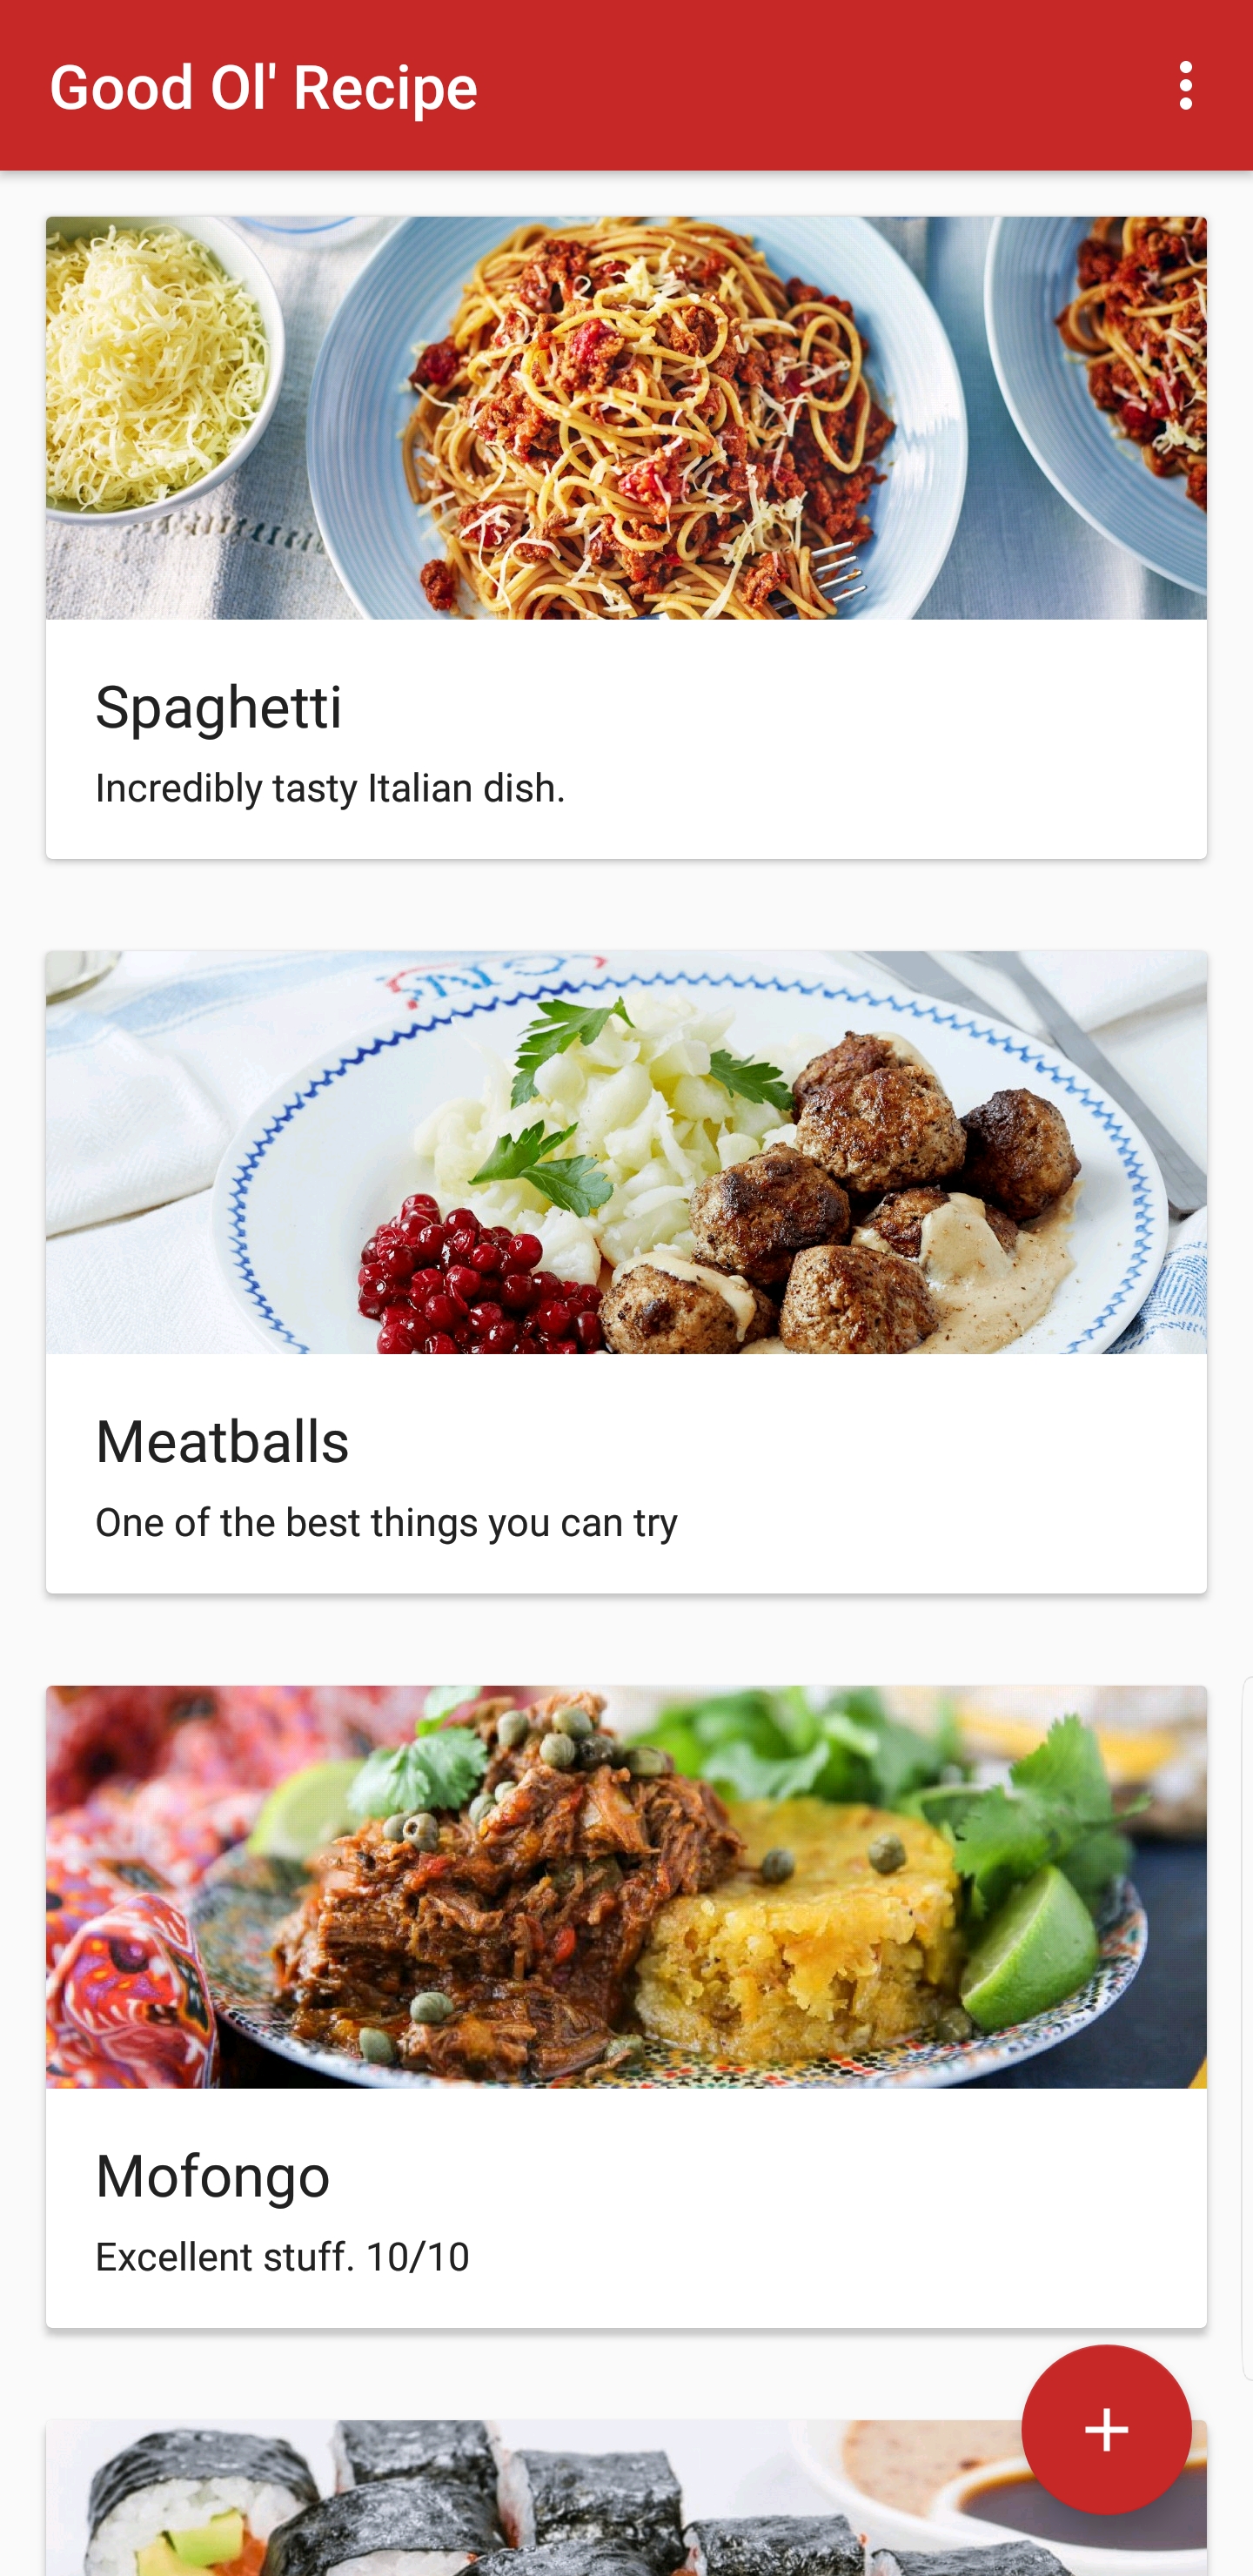 Good Ol' Recipe
Spaghetti
Incredibly tasty Italian dish.
Meatballs
One of the best things you can try
Mofongo
Excellent stuff. 10/10